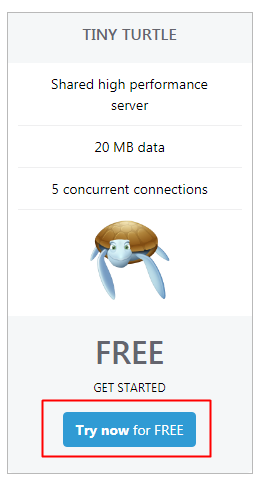 TINY TURTLE
Shared high performance
server
20 MB data
5 concurrent connections
FREE
GET STARTED
Try now for FREE